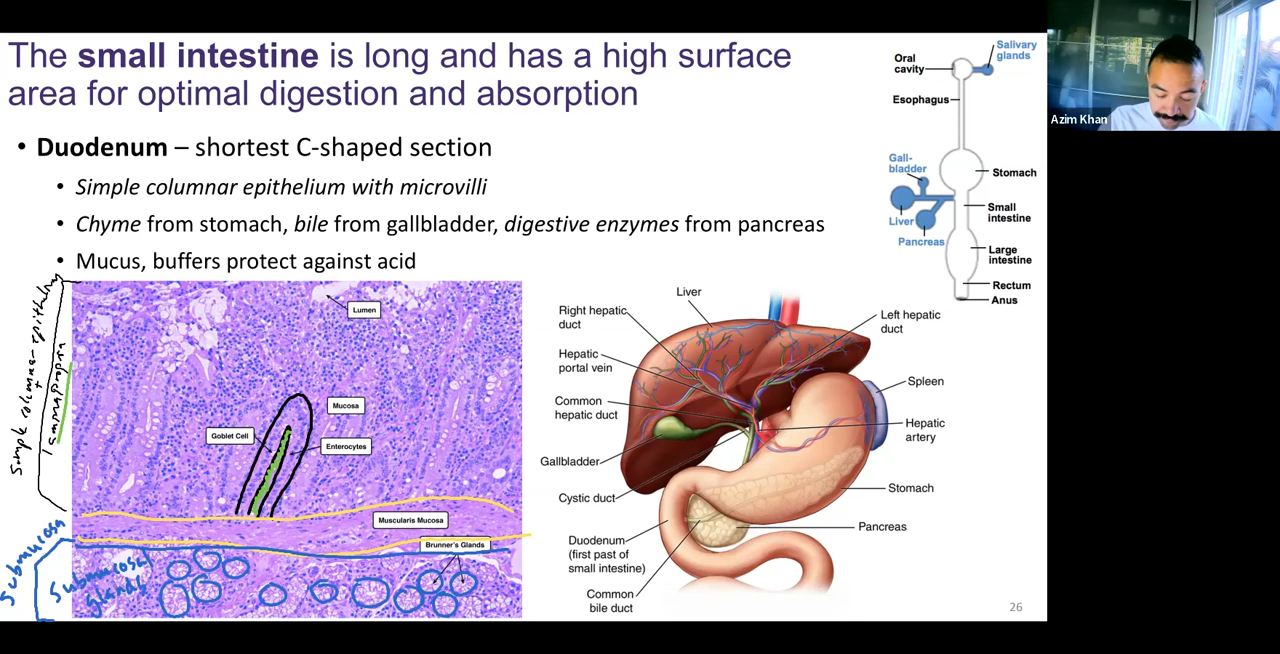 The small intestine is long and has a high surface
area for optimal digestion and absorption
• Duodenum – shortest C-shaped section
• Simple columnar epithelium with microvilli
• Chyme from stomach, bile from gallbladder, digestive enzymes from pancreas
• Mucus, buffers protect against acid
Simple columnar epithelium
Submucosa
Submucosal
glands
Lumen
Mucosa
Goblet Cell
Enterocytes
Muscularis Mucosa
Brunner's Glands
Liver
Right hepatic
duct
Hepatic
portal vein
Common
hepatic duct
Gallbladder
Cystic duct
Duodenum
(first past of
small intestine)
Common
bile duct
Left hepatic
duct
Spleen
Hepatic
artery
Stomach
Pancreas
Salivary
glands
Oral
cavity
Esophagus
Gall-
bladder
Liver
Pancreas
Stomach
Small
intestine
Large
intestine
Rectum
Anus
26
Azim Khan